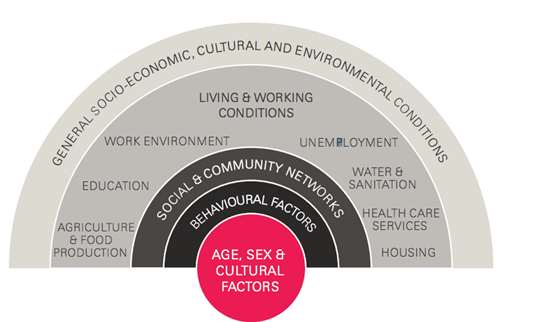 GENERAL SOCIO-ECONOMIC, CULTURAL AND ENVIRONMENTAL CONDITIONS
LIVING & WORKING
CONDITIONS
WORK ENVIRONMENT
UNEMPLOYMENT
EDUCATION
WATER &
SANITATION
AGRICULTURE
& FOOD
PRODUCTION
HEALTH CARE
SERVICES
HOUSING
SOCIAL & COMMUNITY NETWORKS
BEHAVIOURAL FACTORS
AGE, SEX &
CULTURAL
FACTORS